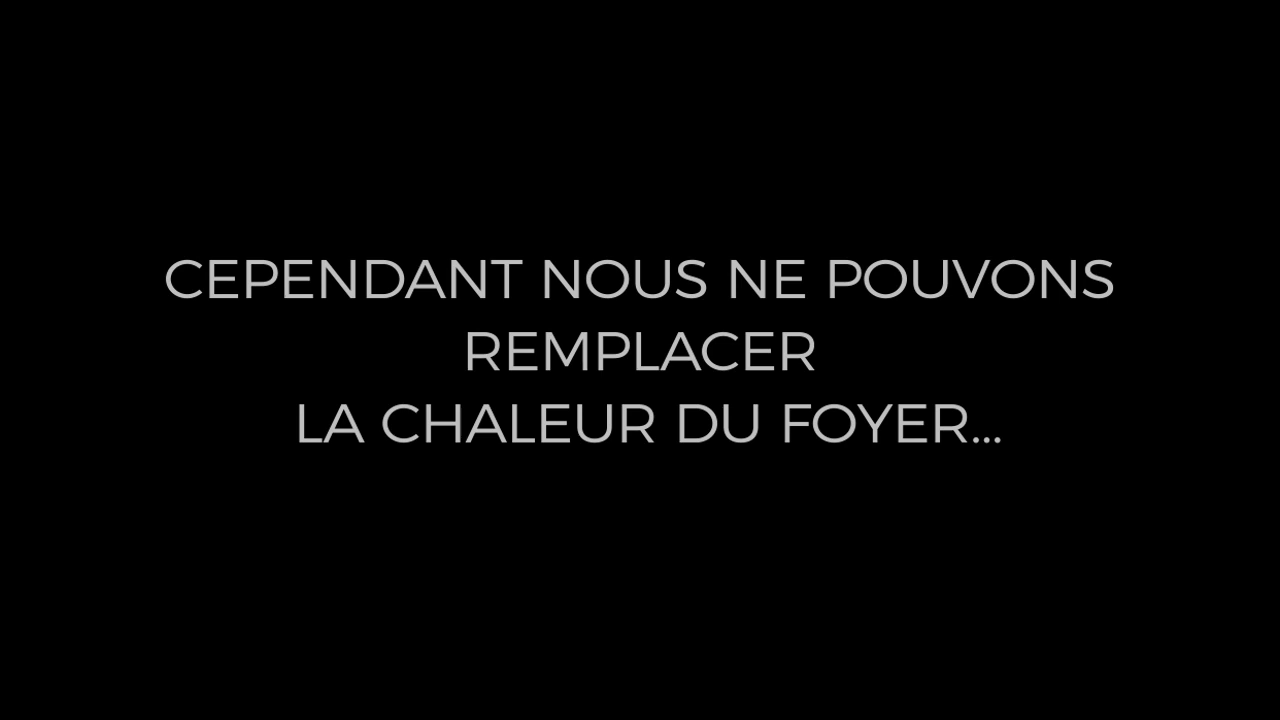 CEPENDANT NOUS NE POUVONS
REMPLACER
LA CHALEUR DU FOYER...